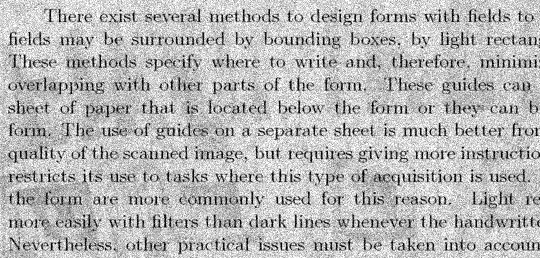 There exist several methods to design forms with fields to
fields may be surrounded by bounding boxes, by light rectan
These methods specify where to write and, therefore, minimi
overlapping with other parts of the form. These guides can
sheet of paper that is located below the form or they can b
form. The use of guides on a separate sheet is much better fro
quality of the scanned image, but requires giving more instructio
restricts its use to tasks where this type of acquisition is used.
the form are more commonly used for this reason. Light re
more easily with filters than dark lines whenever the handwritte
Nevertheless, other practical issues must be taken into accoun